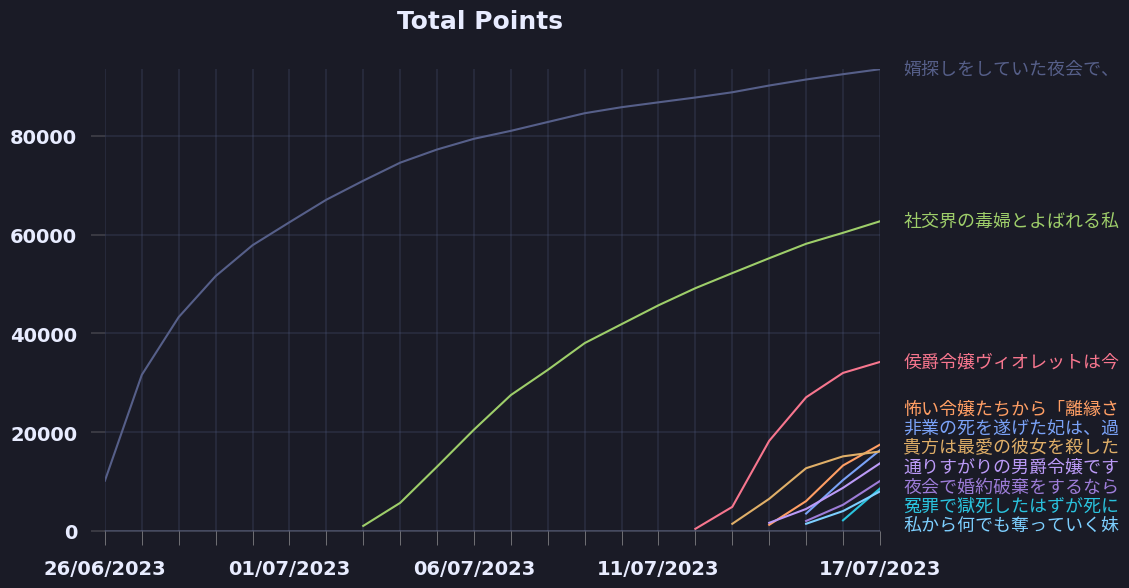 Total Points
80000
60000
40000
20000
0
26/06/2023
01/07/2023
06/07/2023
11/07/2023
17/07/2023
婿探しをしていた夜会で、
社交界の毒婦とよばれる私
侯爵令嬢ヴィオレットは今
怖い令嬢たちから「離縁さ
非業の死を遂げた妃は、過
貴方は最愛の彼女を殺した
通りすがりの男爵令嬢です
夜会で婚約破棄をするなら
冤罪で獄死したはずが死に
私から何でも奪っていく妹